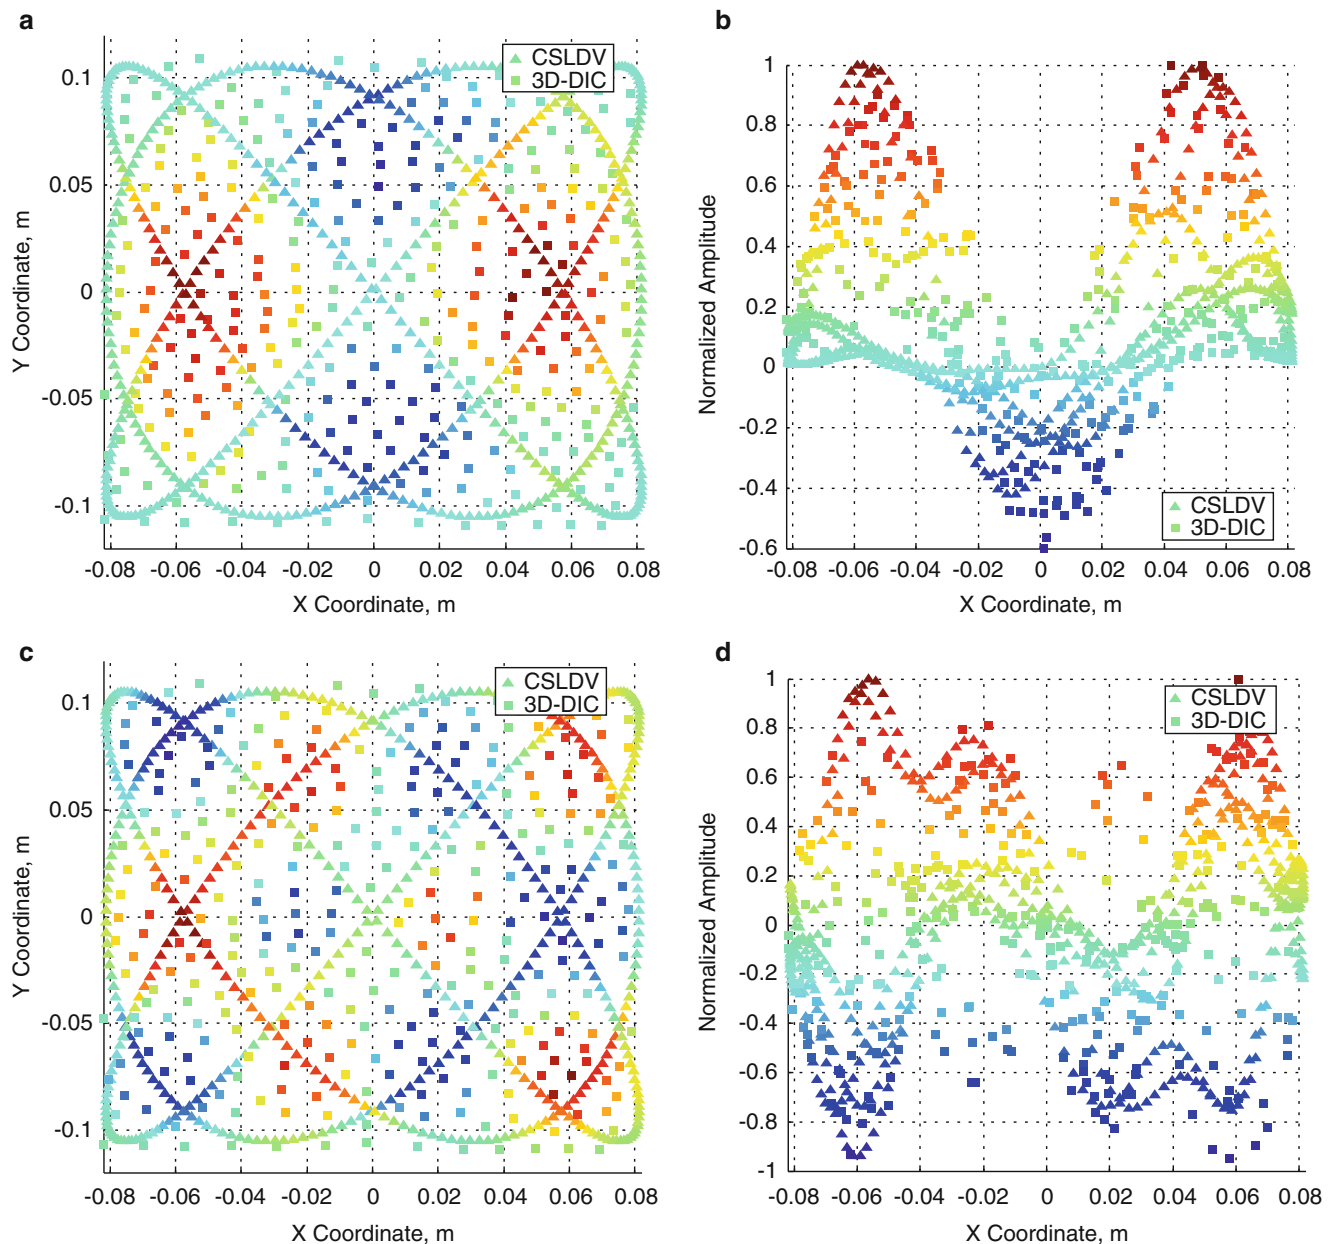 a
CSLDV
3D-DIC
0.1
0.05
0
-0.05
-0.1
Y Coordinate, m
-0.08 -0.06 -0.04 -0.02 0 0.02 0.04 0.06 0.08
X Coordinate, m
b
1
0.8
0.6
0.4
0.2
0
-0.2
-0.4
-0.6
Normalized Amplitude
CSLDV
3D-DIC
-0.08 -0.06 -0.04 -0.02 0 0.02 0.04 0.06 0.08
X Coordinate, m
c
CSLDV
3D-DIC
0.1
0.05
0
-0.05
-0.1
Y Coordinate, m
-0.08 -0.06 -0.04 -0.02 0 0.02 0.04 0.06 0.08
X Coordinate, m
d
CSLDV
3D-DIC
1
0.8
0.6
0.4
0.2
0
-0.2
-0.4
-0.6
-0.8
-1
Normalized Amplitude
-0.08 -0.06 -0.04 -0.02 0 0.02 0.04 0.06 0.08
X Coordinate, m